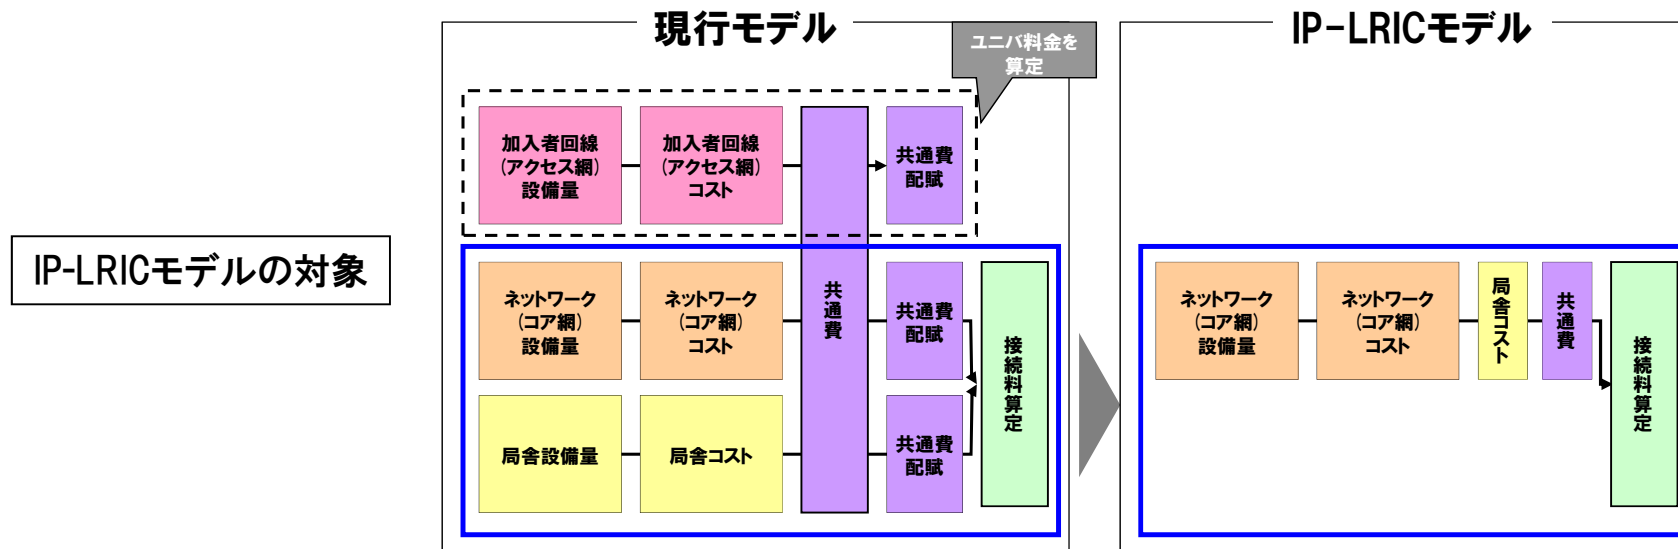 IP-LRICモデルの対象
現行モデル
ユニバ料金を
算定
加入者回線
(アクセス網)
設備量
加入者回線
(アクセス網)
コスト
共通費
配賦
ネットワーク
(コア網)
設備量
ネットワーク
(コア網)
コスト
共通費
共通費
配賦
接続料算定
局舎設備量
局舎コスト
共通費
配賦
IP-LRICモデル
ネットワーク
(コア網)
設備量
ネットワーク
(コア網)
コスト
局舎コスト
共通費
接続料算定